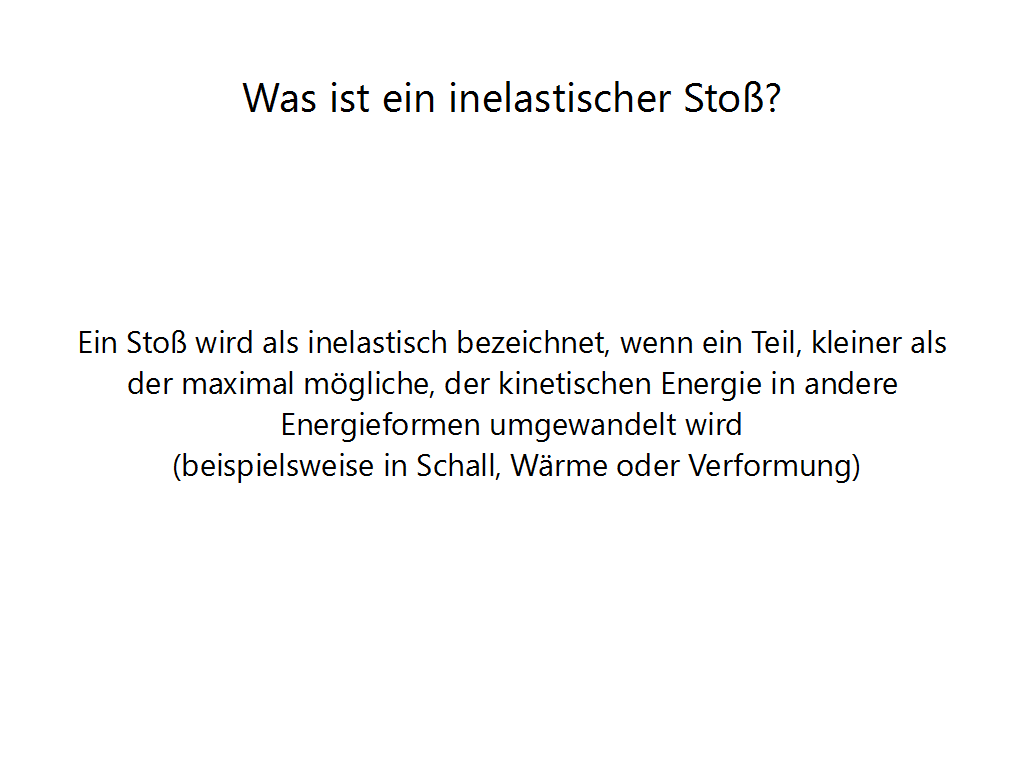 Was ist ein inelastischer Stoß?
Ein Stoß wird als inelastisch bezeichnet, wenn ein Teil, kleiner als
der maximal mögliche, der kinetischen Energie in andere
Energieformen umgewandelt wird
(beispielsweise in Schall, Wärme oder Verformung)